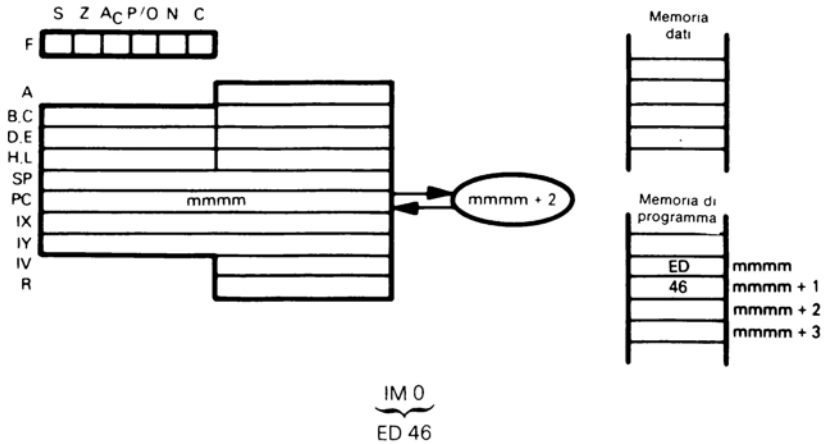 S Z AC P/O N C
F
A
B.C
D.E
H.L
SP
PC mmmm mmmm + 2
IX
IY
IV
R
Memoria
dati
Memoria di
programma
ED mmmm
46 mmmm + 1
mmmm + 2
mmmm + 3
IM 0
ED 46